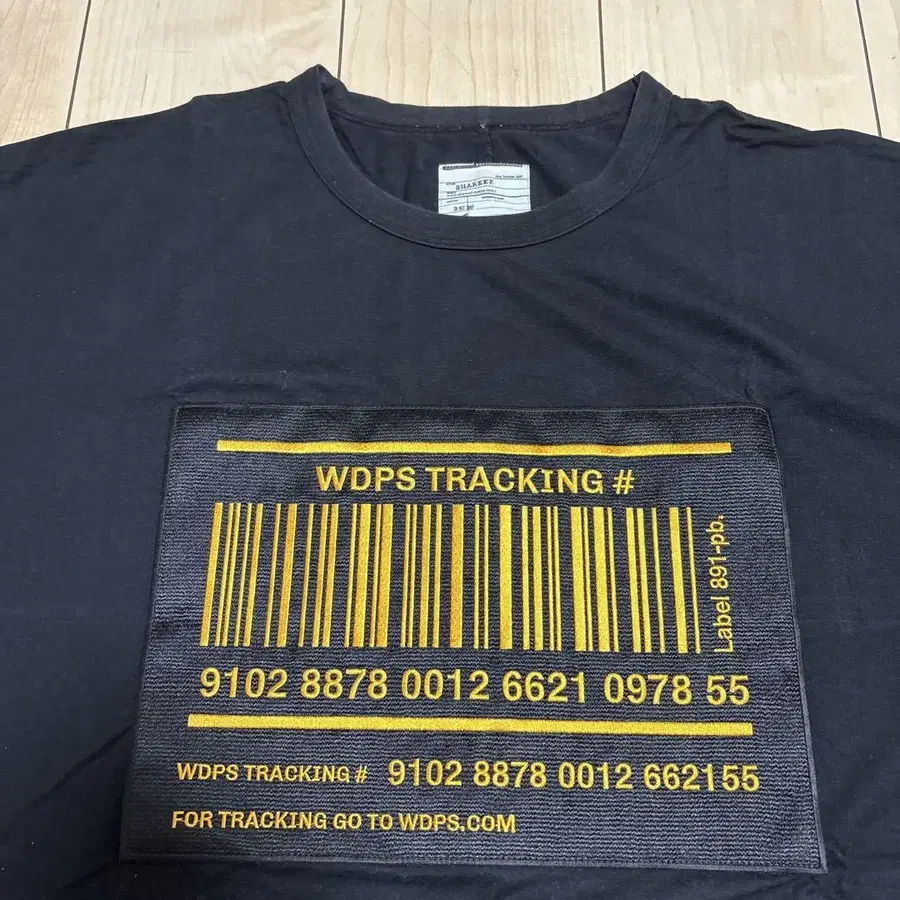 SHAREEF
WDPS TRACKING #
Label 891-pb.
9102 8878 0012 6621 0978 55
WDPS TRACKING # 9102 8878 0012 662155
FOR TRACKING GO TO WDPS.COM